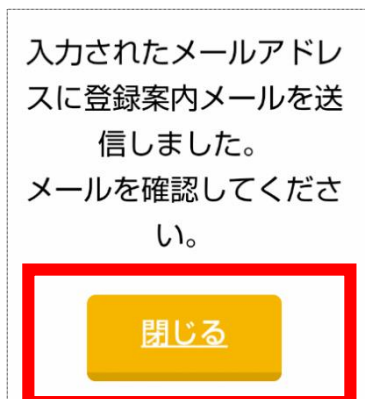 入力されたメールアドレ
スに登録案内メールを送
信しました。
メールを確認してくださ
い。
閉じる